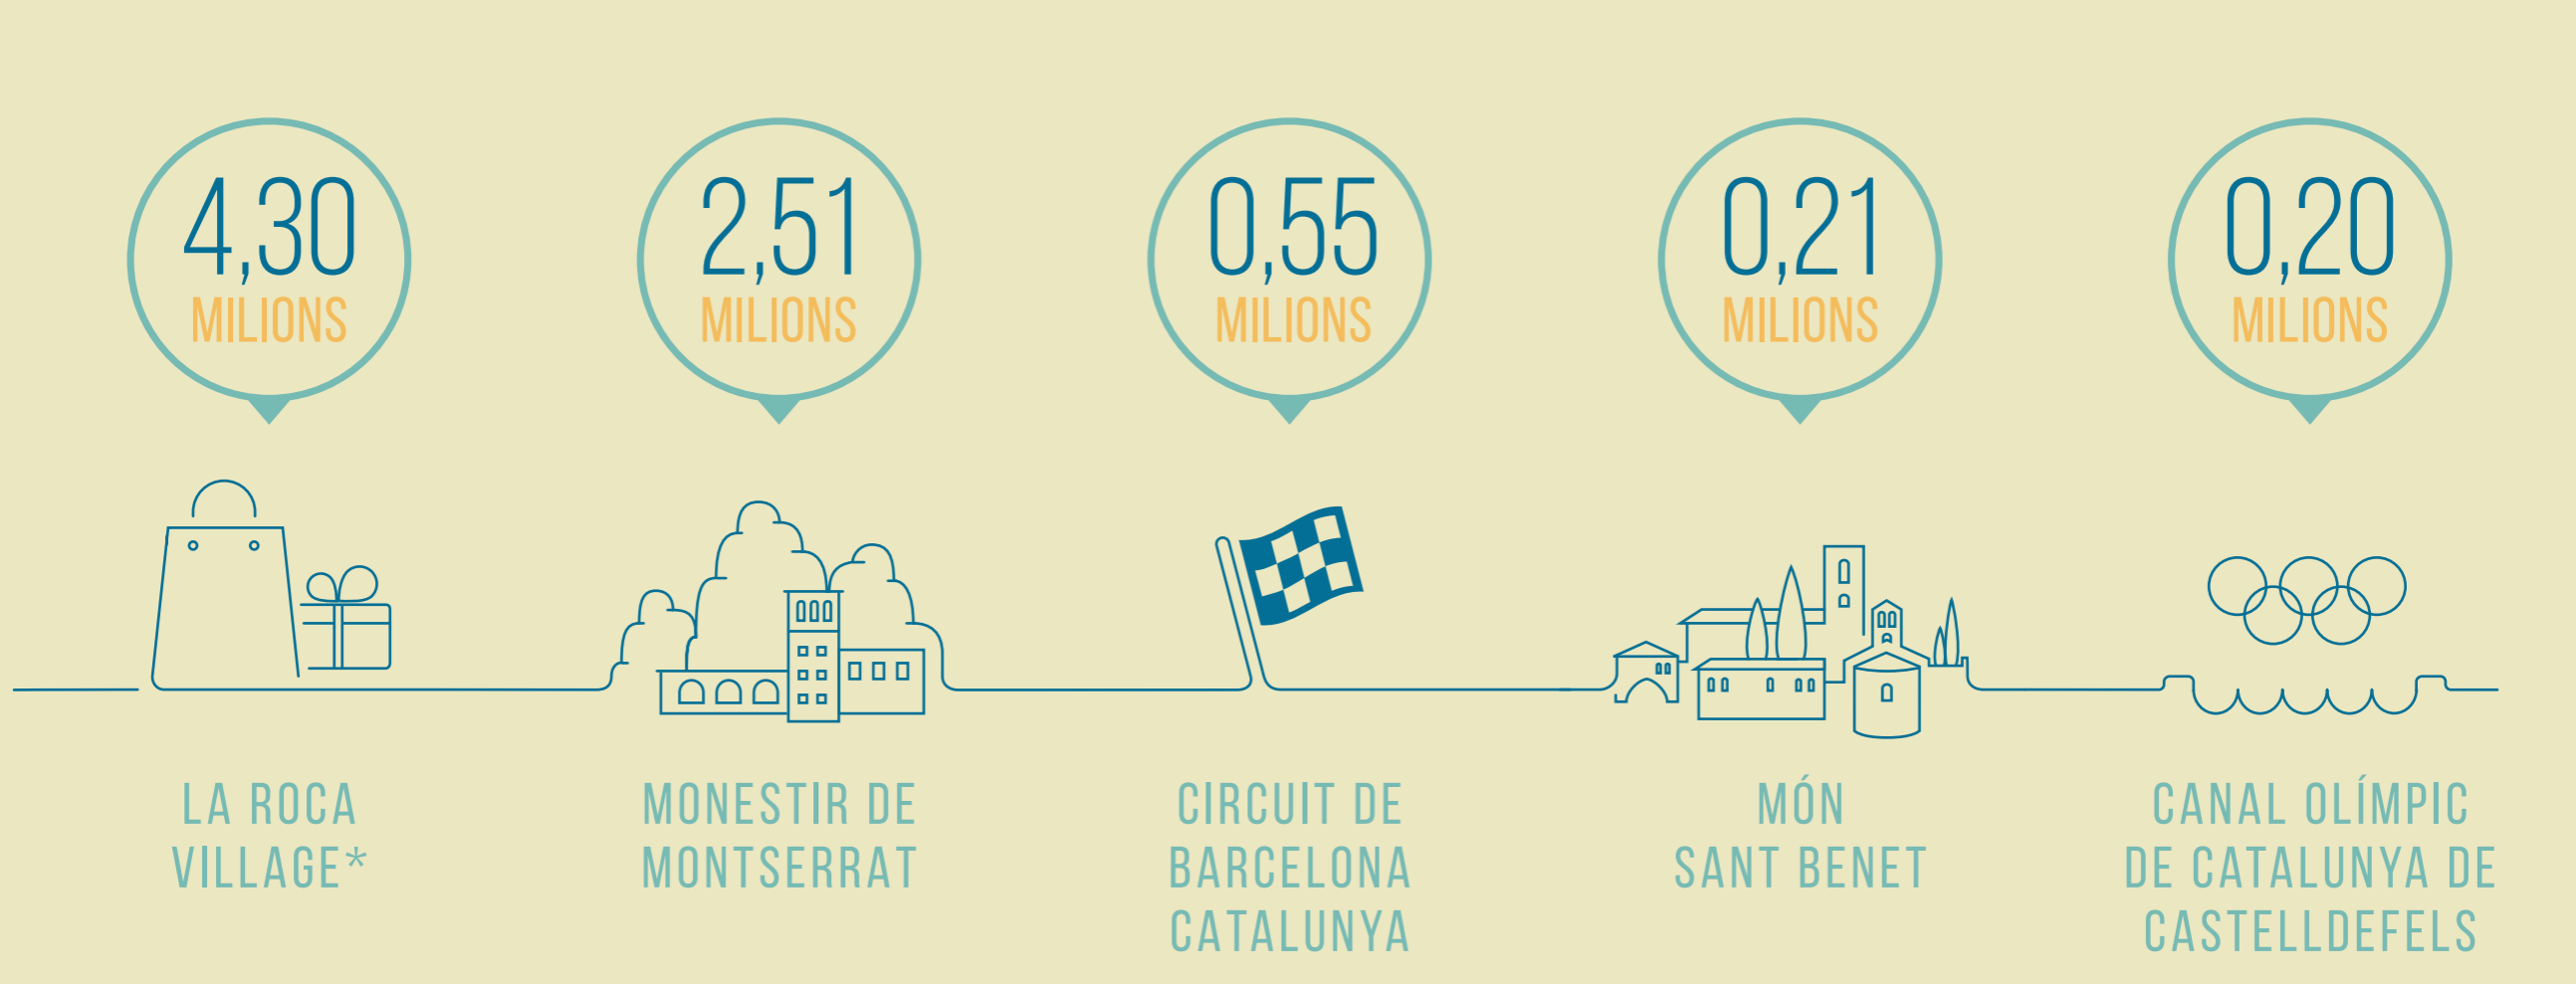 4,30
MILIONS
LA ROCA
VILLAGE*
2,51
MILIONS
MONESTIR DE
MONTSERRAT
0,55
MILIONS
CIRCUIT DE
BARCELONA
CATALUNYA
0,21
MILIONS
MÓN
SANT BENET
0,20
MILIONS
CANAL OLÍMPIC
DE CATALUNYA DE
CASTELLDEFELS